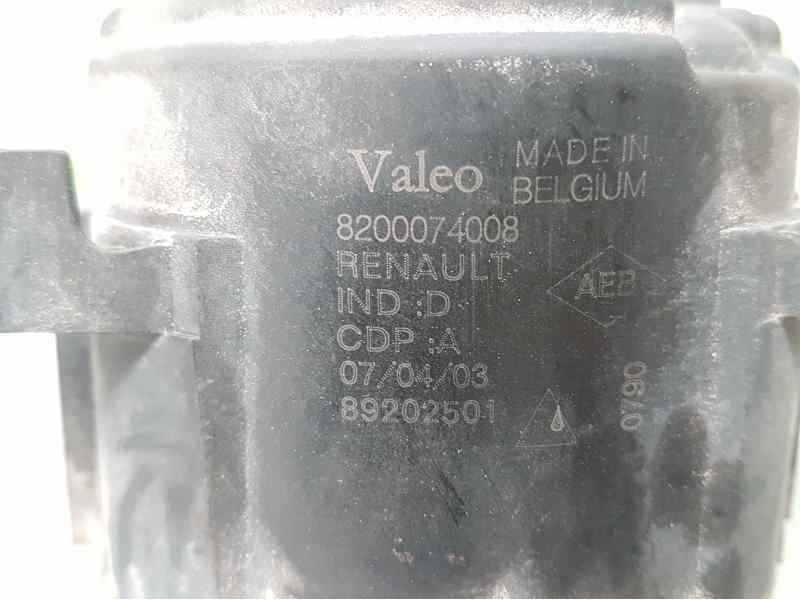 Valeo MADE IN
BELGIUM
8200074008
RENAULT
IND :D
AEB
CDP :A
07/04/03
89202501
0790